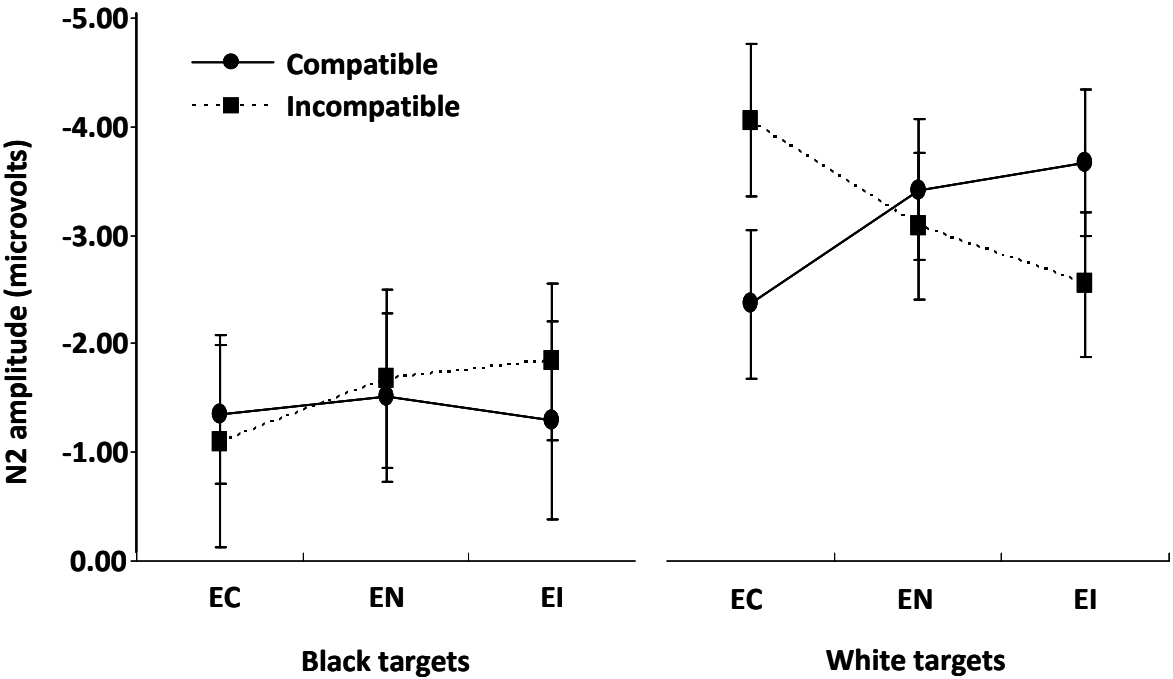 N2 amplitude (microvolts)
-5.00
-4.00
-3.00
-2.00
-1.00
0.00
Compatible
Incompatible
EC EN EI
Black targets
EC EN EI
White targets